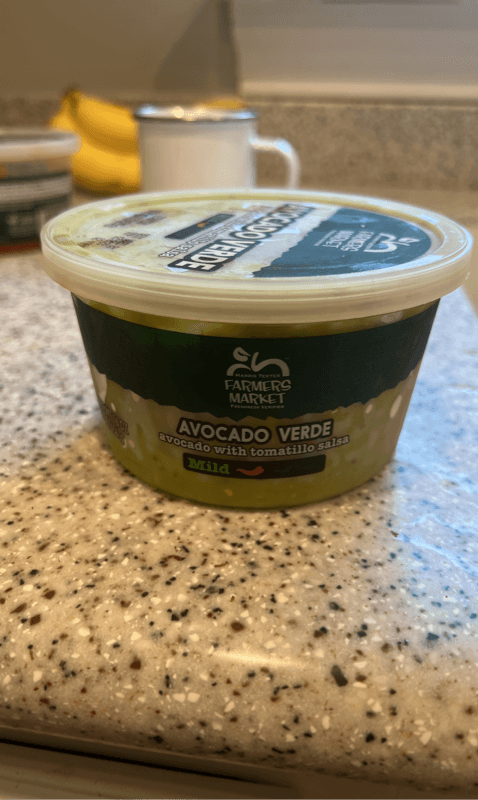 AVOCADO VERDE
HARRIS TEETER
FARMERS
MARKET
AVOCADO VERDE
avocado with tomatillo salsa
Mild